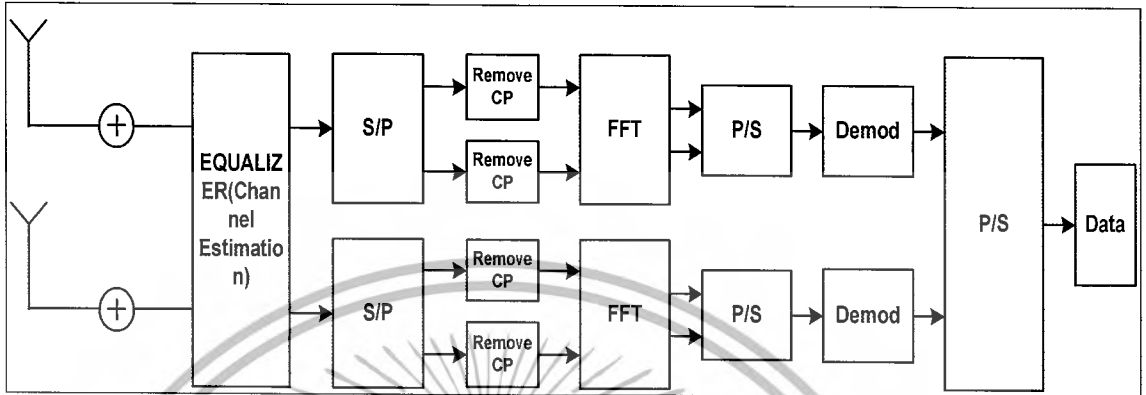 EQUALIZ
ER(Chan
nel
Estimatio
n)
S/P
Remove
CP
Remove
CP
FFT
P/S
Demod
S/P
Remove
CP
Remove
CP
FFT
P/S
Demod
P/S
Data